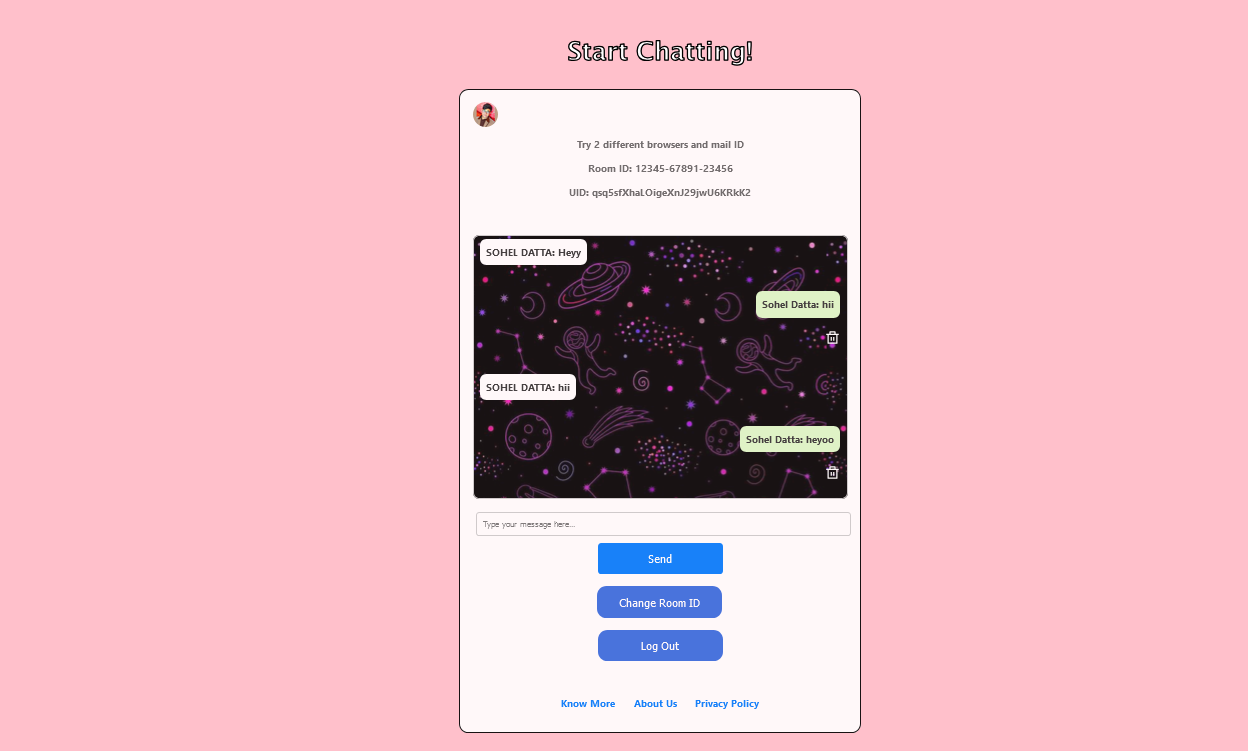 Start Chatting!
Try 2 different browsers and mail ID
Room ID: 12345-67891-23456
UID: qsq5sfXhaLOigeXnJ29jwU6KRkK2
SOHEL DATTA: Heyy
Sohel Datta: hii
SOHEL DATTA: hii
Sohel Datta: heyoo
Type your message here...
Send
Change Room ID
Log Out
Know More About Us Privacy Policy